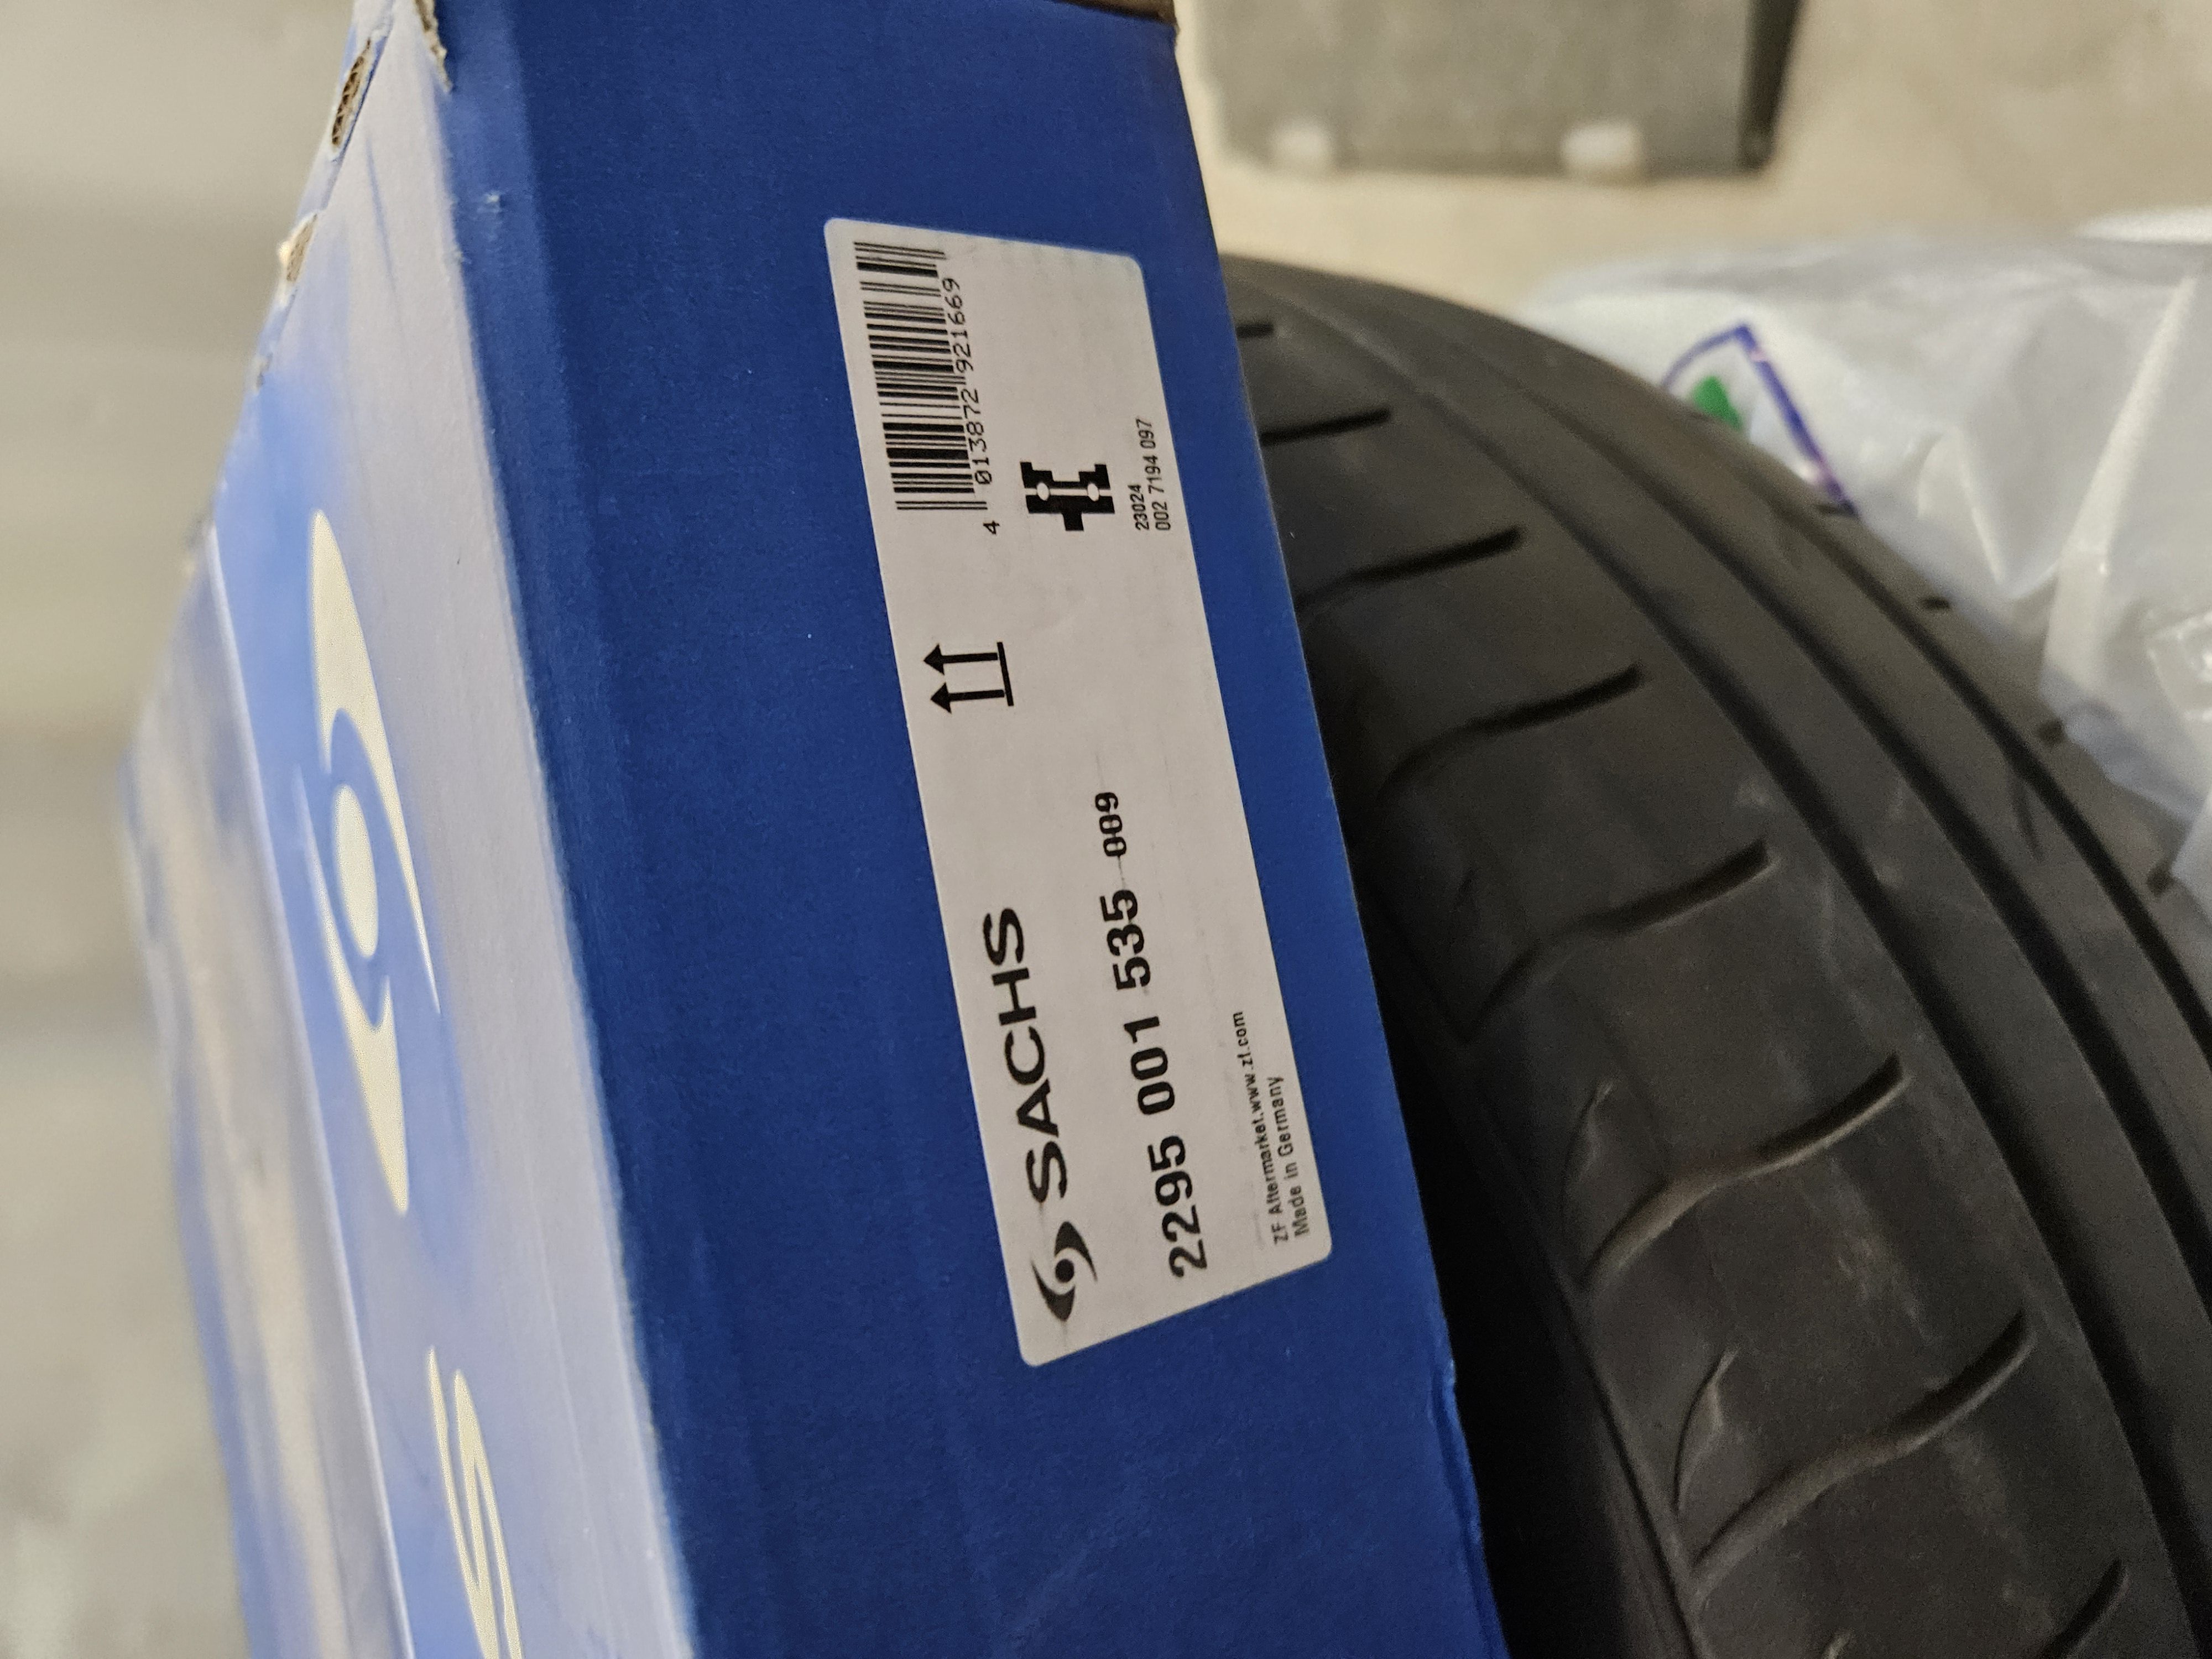 SACHS
2295 001 535 009
ZF Aftermarket.www.zf.com
Made in Germany
4 013872 921669
23024
002 7194 097
S